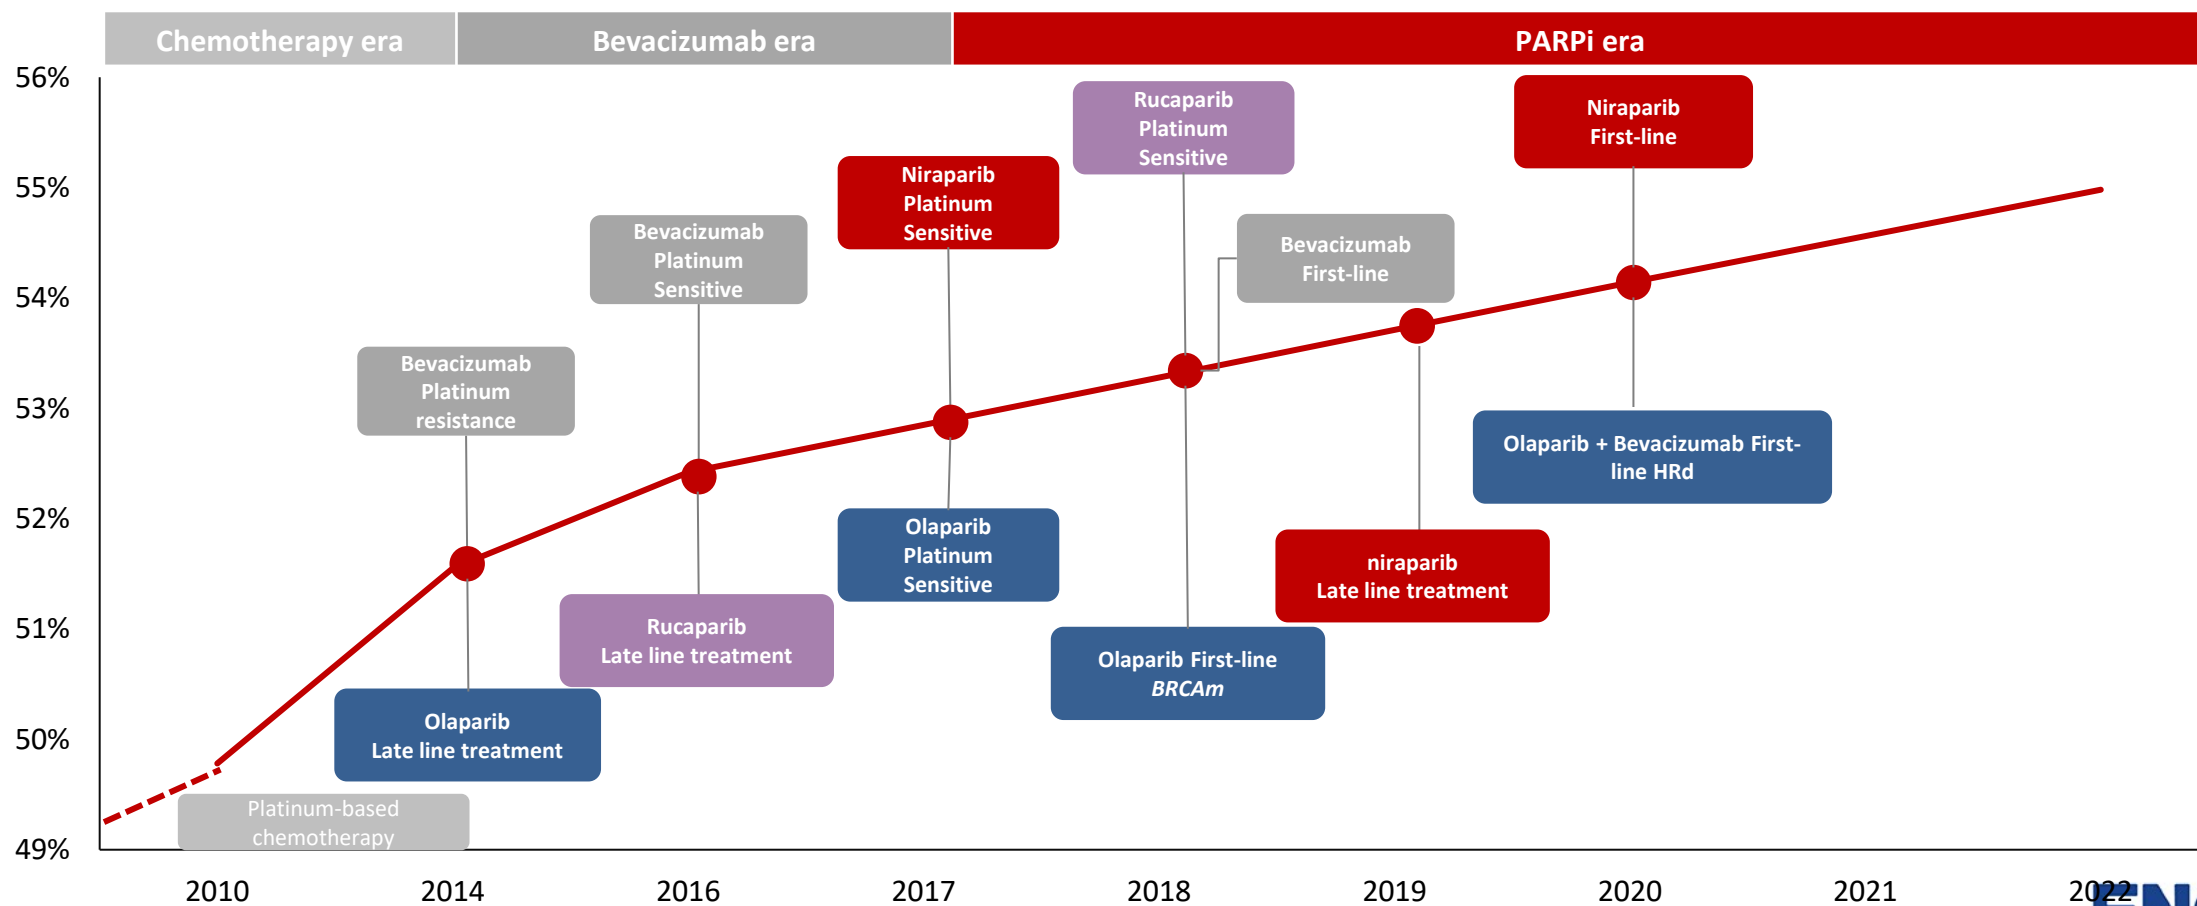 Chemotherapy era
Bevacizumab era
PARPi era
56%
55%
54%
53%
52%
51%
50%
49%
Rucaparib
Platinum
Sensitive
Niraparib
First-line
Niraparib
Platinum
Sensitive
Bevacizumab
Platinum
Sensitive
Bevacizumab
First-line
Bevacizumab
Platinum
resistance
Olaparib + Bevacizumab First-
line HRd
Olaparib
Platinum
Sensitive
niraparib
Late line treatment
Rucaparib
Late line treatment
Olaparib First-line
BRCAm
Olaparib
Late line treatment
Platinum-based
chemotherapy
2010
2014
2016
2017
2018
2019
2020
2021
2022